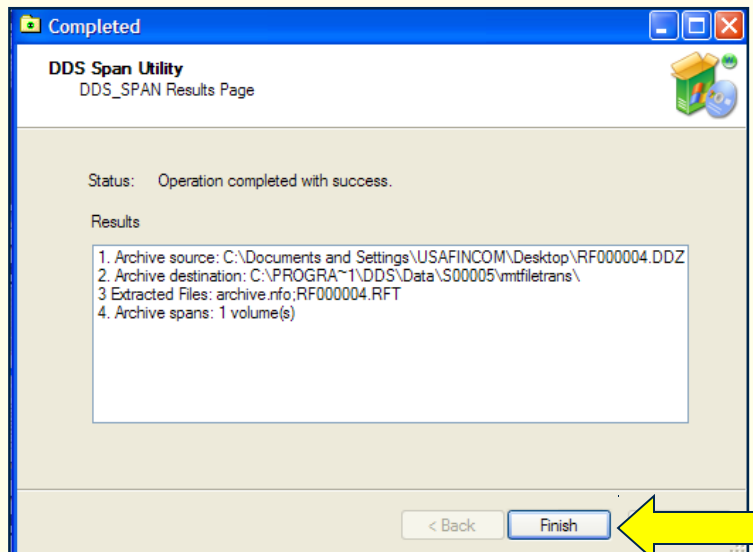 Completed
DDS Span Utility
DDS_SPAN Results Page
Status: Operation completed with success.
Results
1. Archive source: C:\Documents and Settings\USAFINCOM\Desktop\RF000004.DDZ
2. Archive destination: C:\PROGRA~1\DDS\Data\S00005\rmtfiletrans\
3 Extracted Files: archive.nfo;RF000004.RFT
4. Archive spans: 1 volume(s)
< Back
Finish